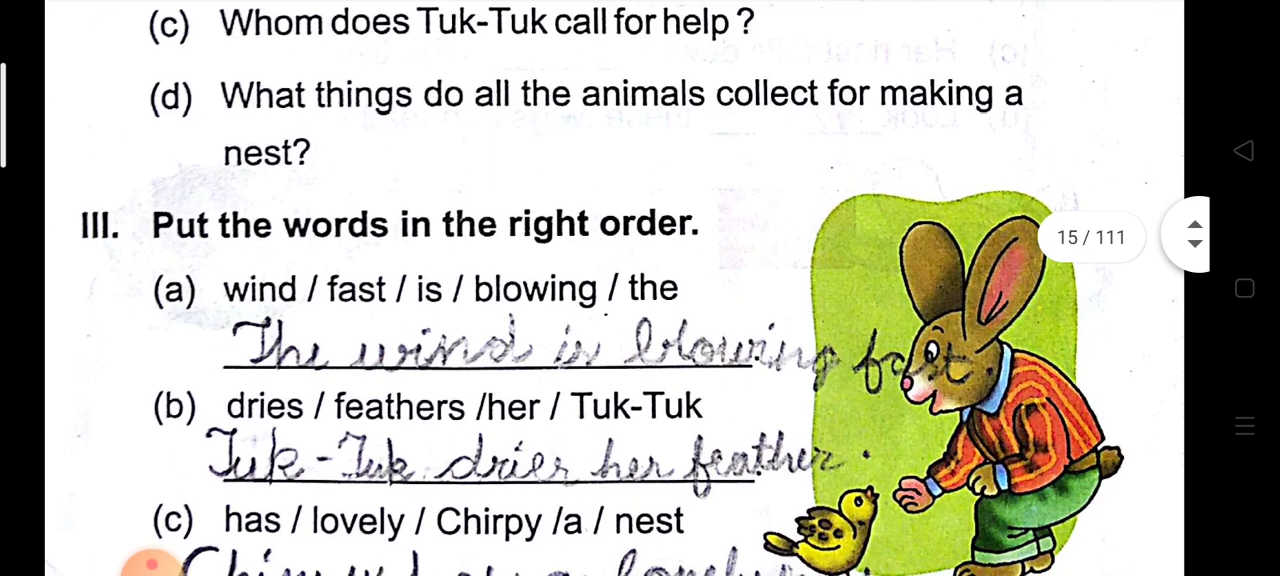 (c) Whom does Tuk-Tuk call for help ?
(d) What things do all the animals collect for making a
nest?
III. Put the words in the right order.
15 / 111
(a) wind / fast / is / blowing / the
The wind is blowing fast.
(b) dries / feathers /her / Tuk-Tuk
Tuk-Tuk dries her feather.
(c) has / lovely / Chirpy /a / nest